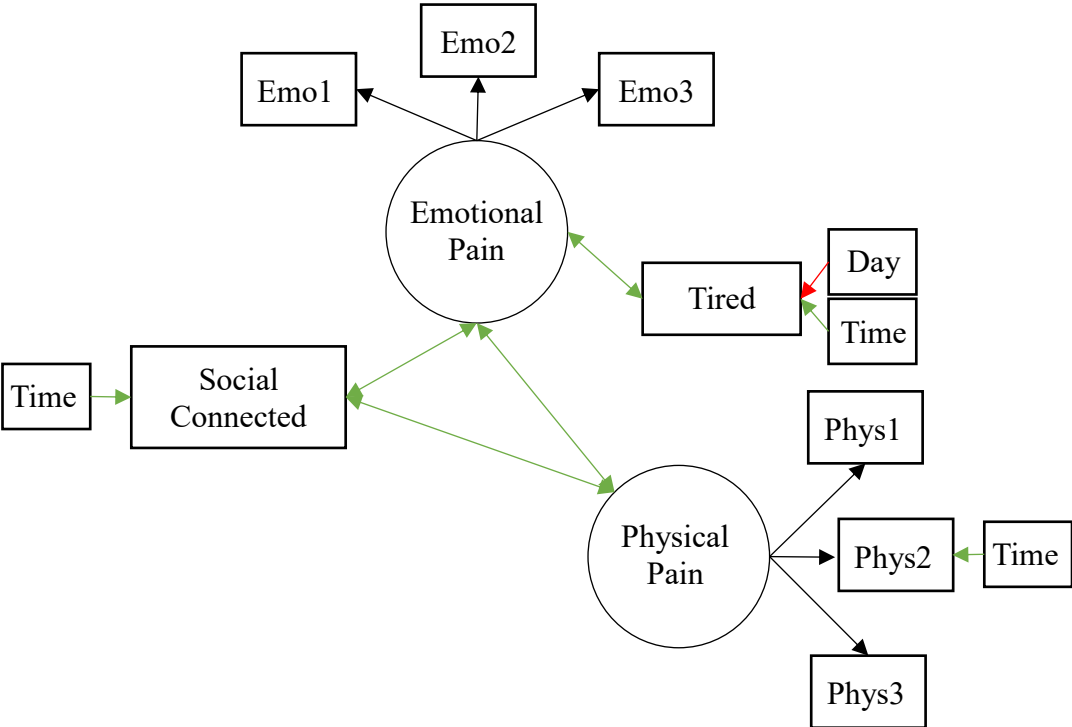 Emo2
Emo1
Emo3
Emotional
Pain
Day
Tired
Time
Time
Social
Connected
Phys1
Physical
Pain
Phys2
Time
Phys3